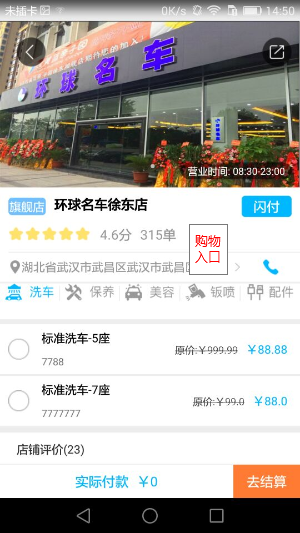 未插卡 0K/s 14:50
环球名车
营业时间: 08:30-23:00
旗舰店 环球名车徐东店 闪付
4.6分 315单
购物
入口
湖北省武汉市武昌区武汉市武昌
洗车 保养 美容 钣喷 配件
标准洗车-5座
原价:￥999.99 ￥88.88
7788
标准洗车-7座
原价:￥99.0 ￥88.0
7777777
店铺评价(23)
实际付款 ￥0 去结算